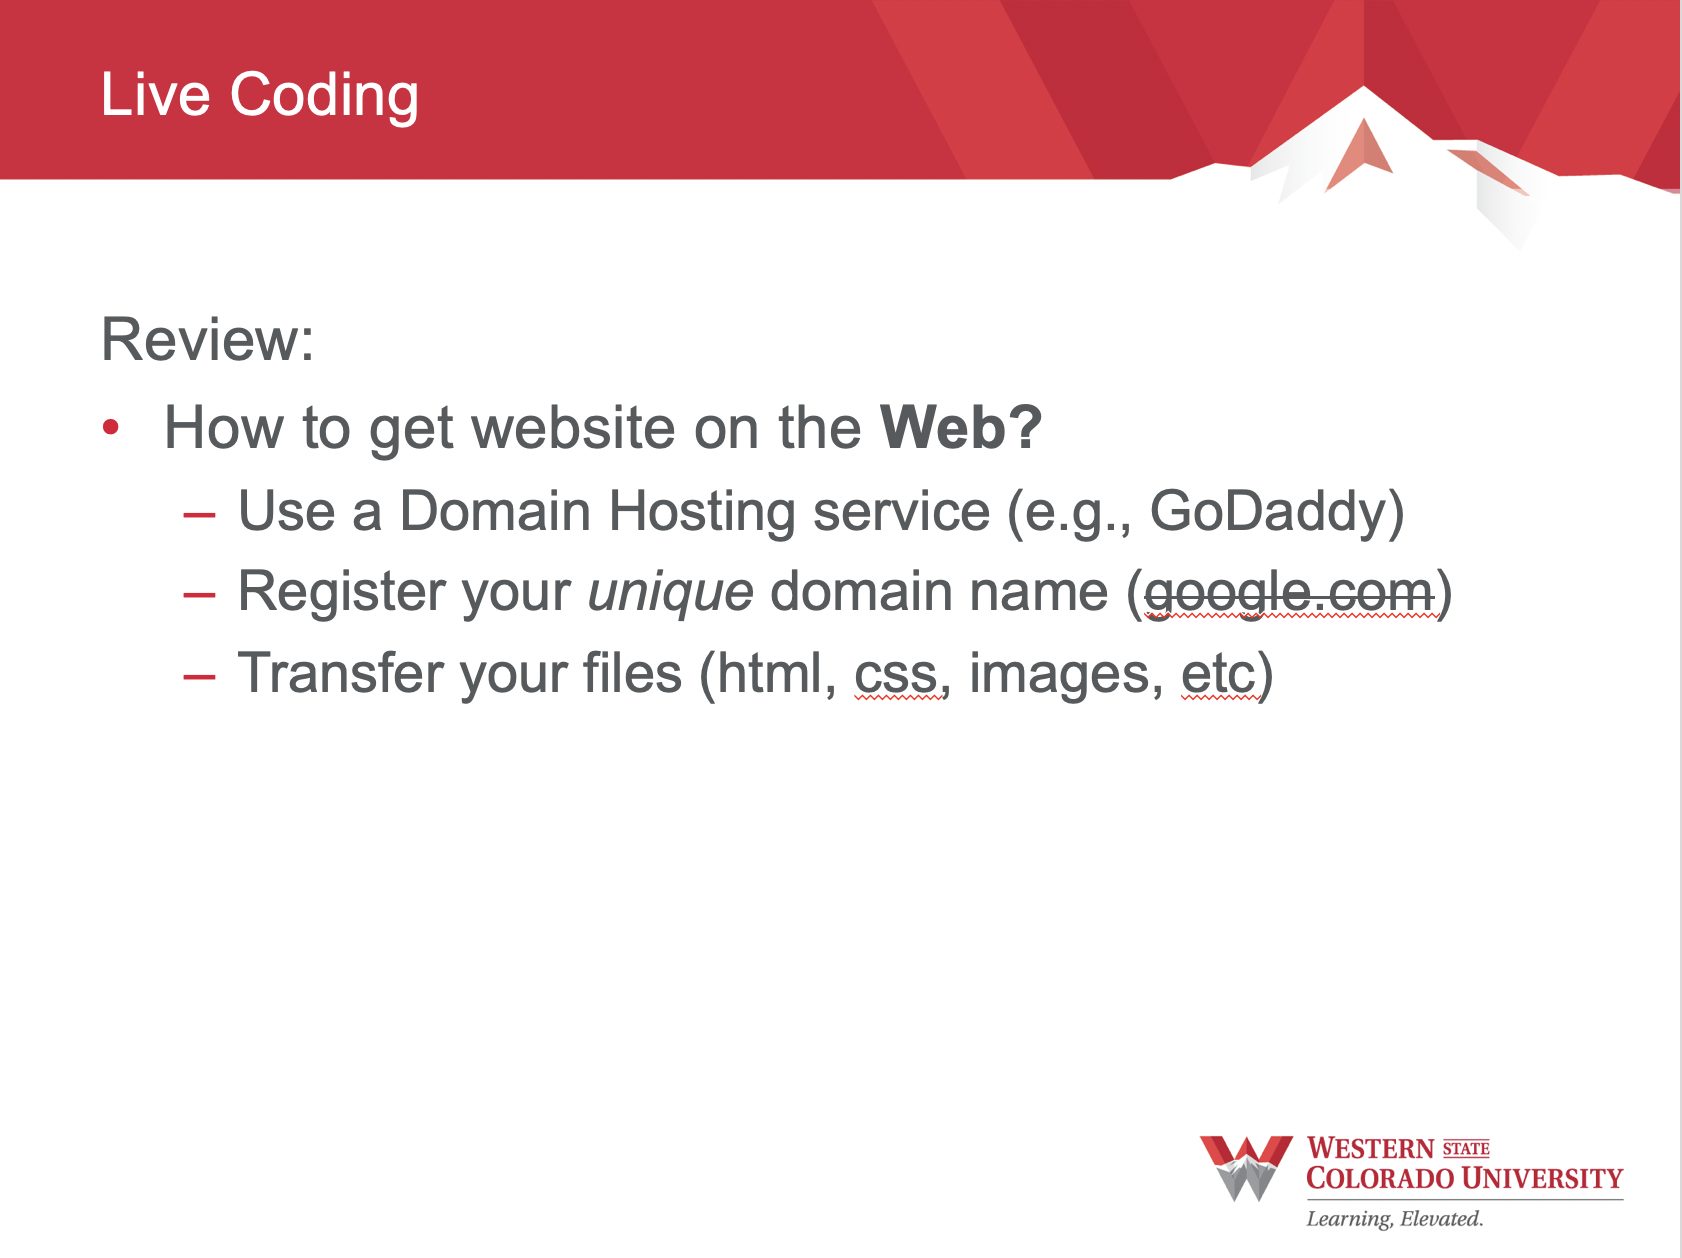 Live Coding
Review:
• How to get website on the Web?
– Use a Domain Hosting service (e.g., GoDaddy)
– Register your unique domain name (google.com)
– Transfer your files (html, css, images, etc)
WESTERN STATE
COLORADO UNIVERSITY
Learning, Elevated.